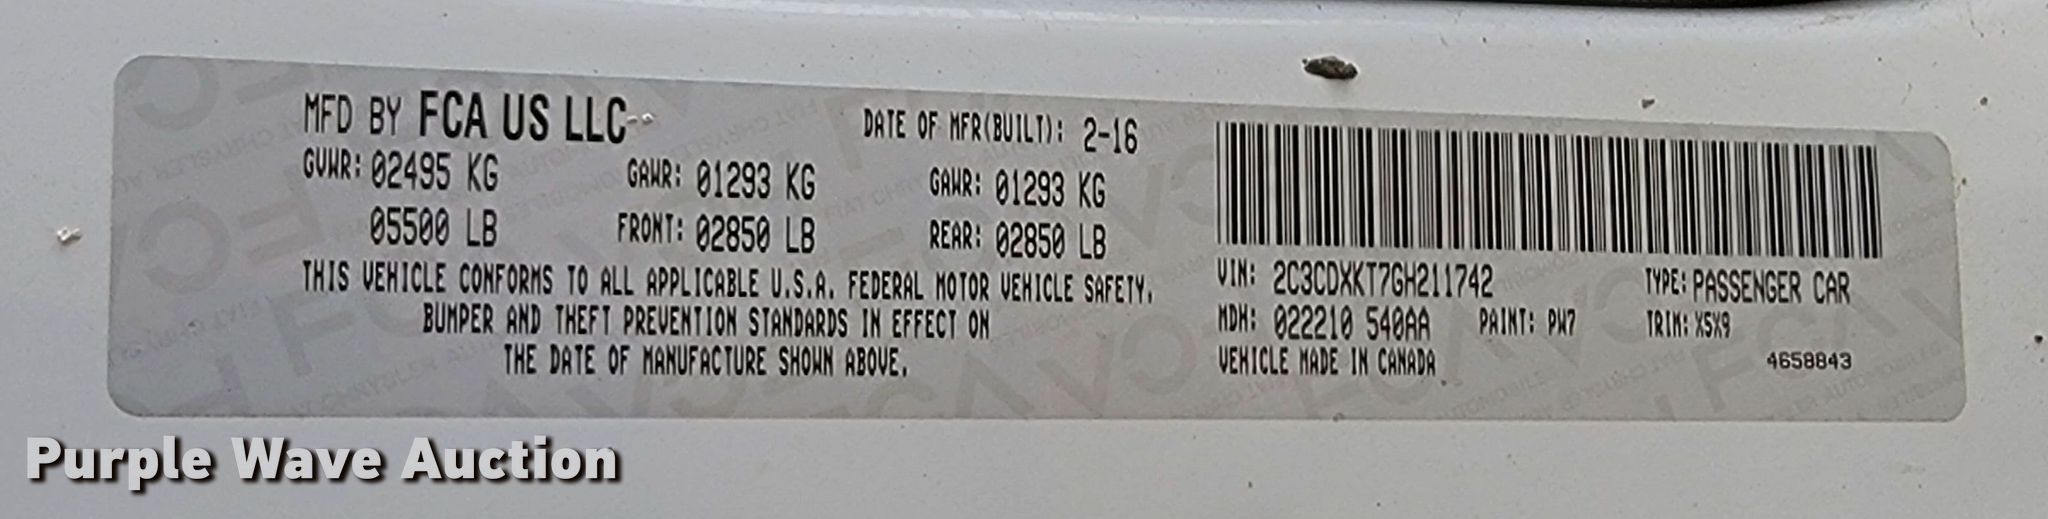 MFD BY FCA US LLC
DATE OF MFR(BUILT): 2-16
GVWR: 02495 KG
GAWR: 01293 KG
GAWR: 01293 KG
05500 LB
FRONT: 02850 LB
REAR: 02850 LB
THIS VEHICLE CONFORMS TO ALL APPLICABLE U.S.A. FEDERAL MOTOR VEHICLE SAFETY,
BUMPER AND THEFT PREVENTION STANDARDS IN EFFECT ON
THE DATE OF MANUFACTURE SHOWN ABOVE.
VIN: 2C3CDXKT7GH211742
TYPE: PASSENGER CAR
MDH: 022210 540AA
PAINT: PW7
TRIM: X5X9
VEHICLE MADE IN CANADA
4658843
Purple Wave Auction